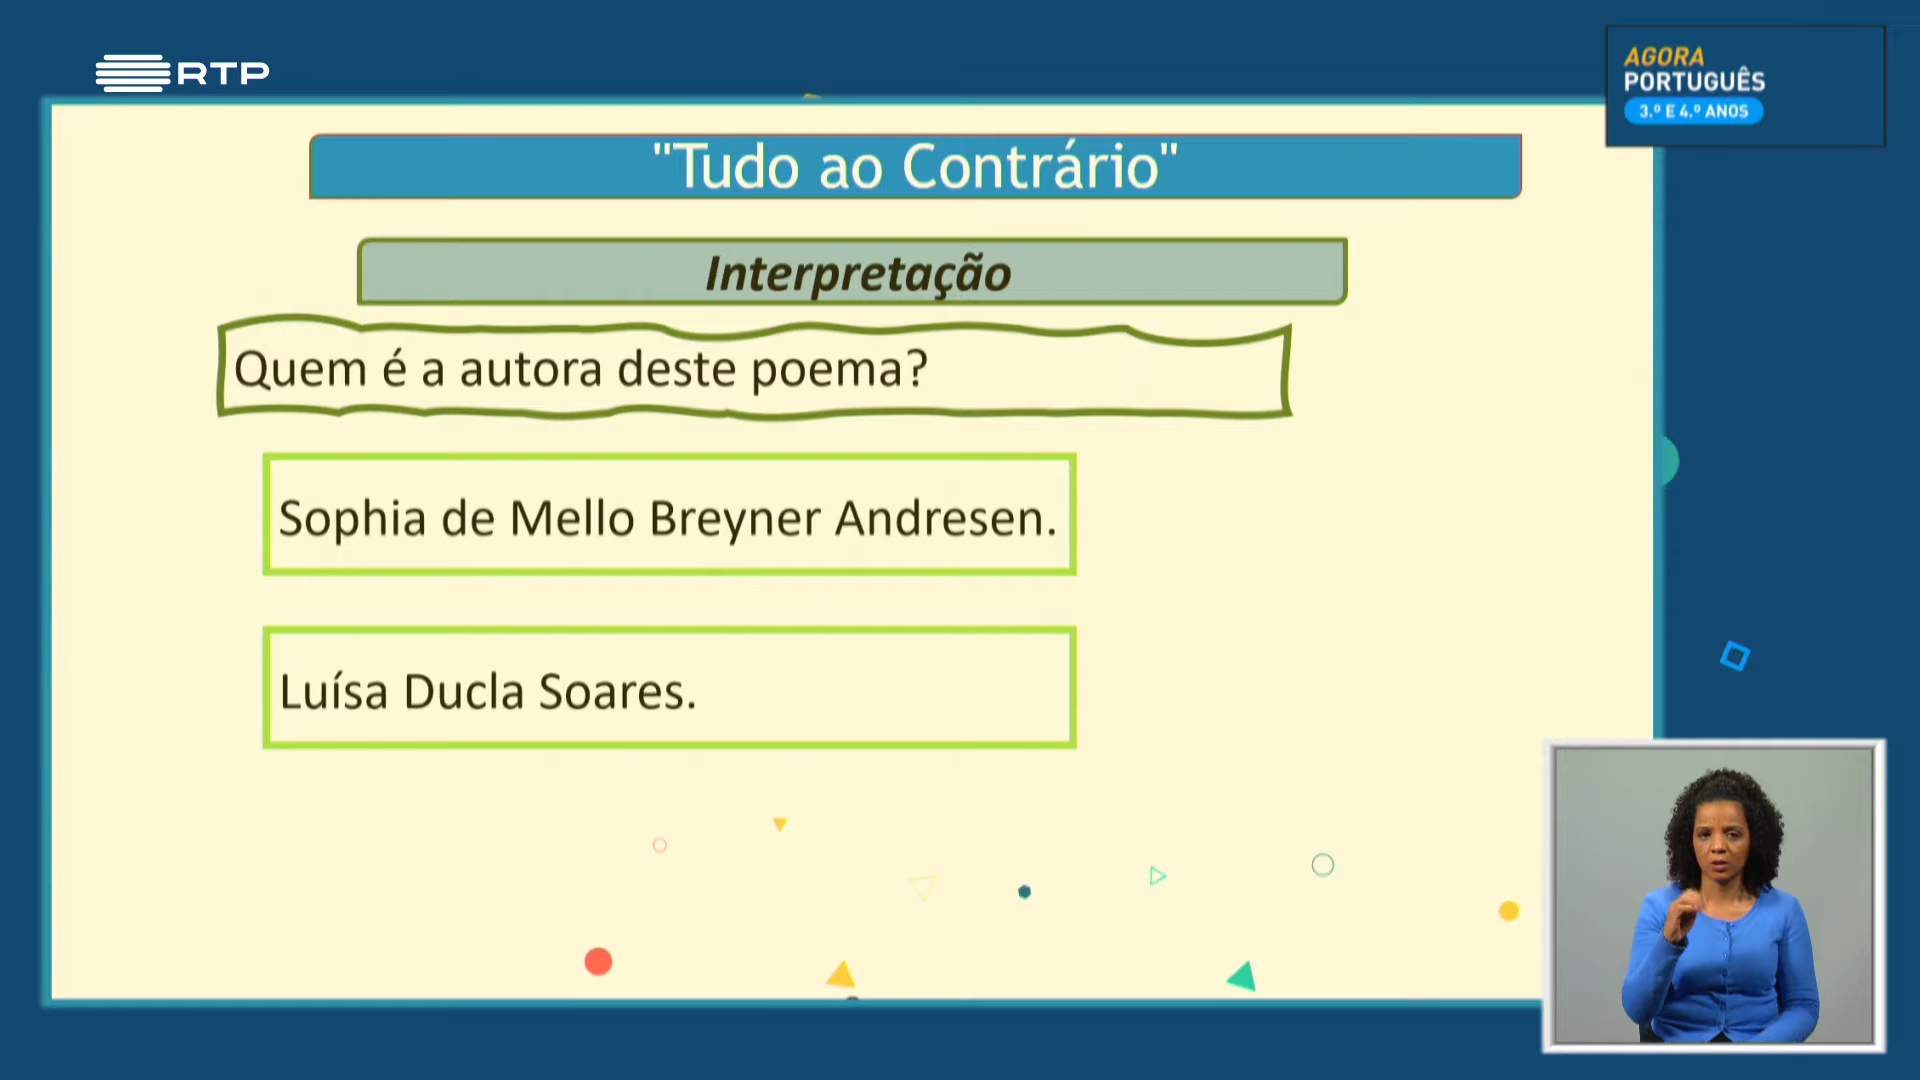 RTP
AGORA
PORTUGUÊS
3.º E 4.º ANOS
"Tudo ao Contrário"
Interpretação
Quem é a autora deste poema?
Sophia de Mello Breyner Andresen.
Luísa Ducla Soares.